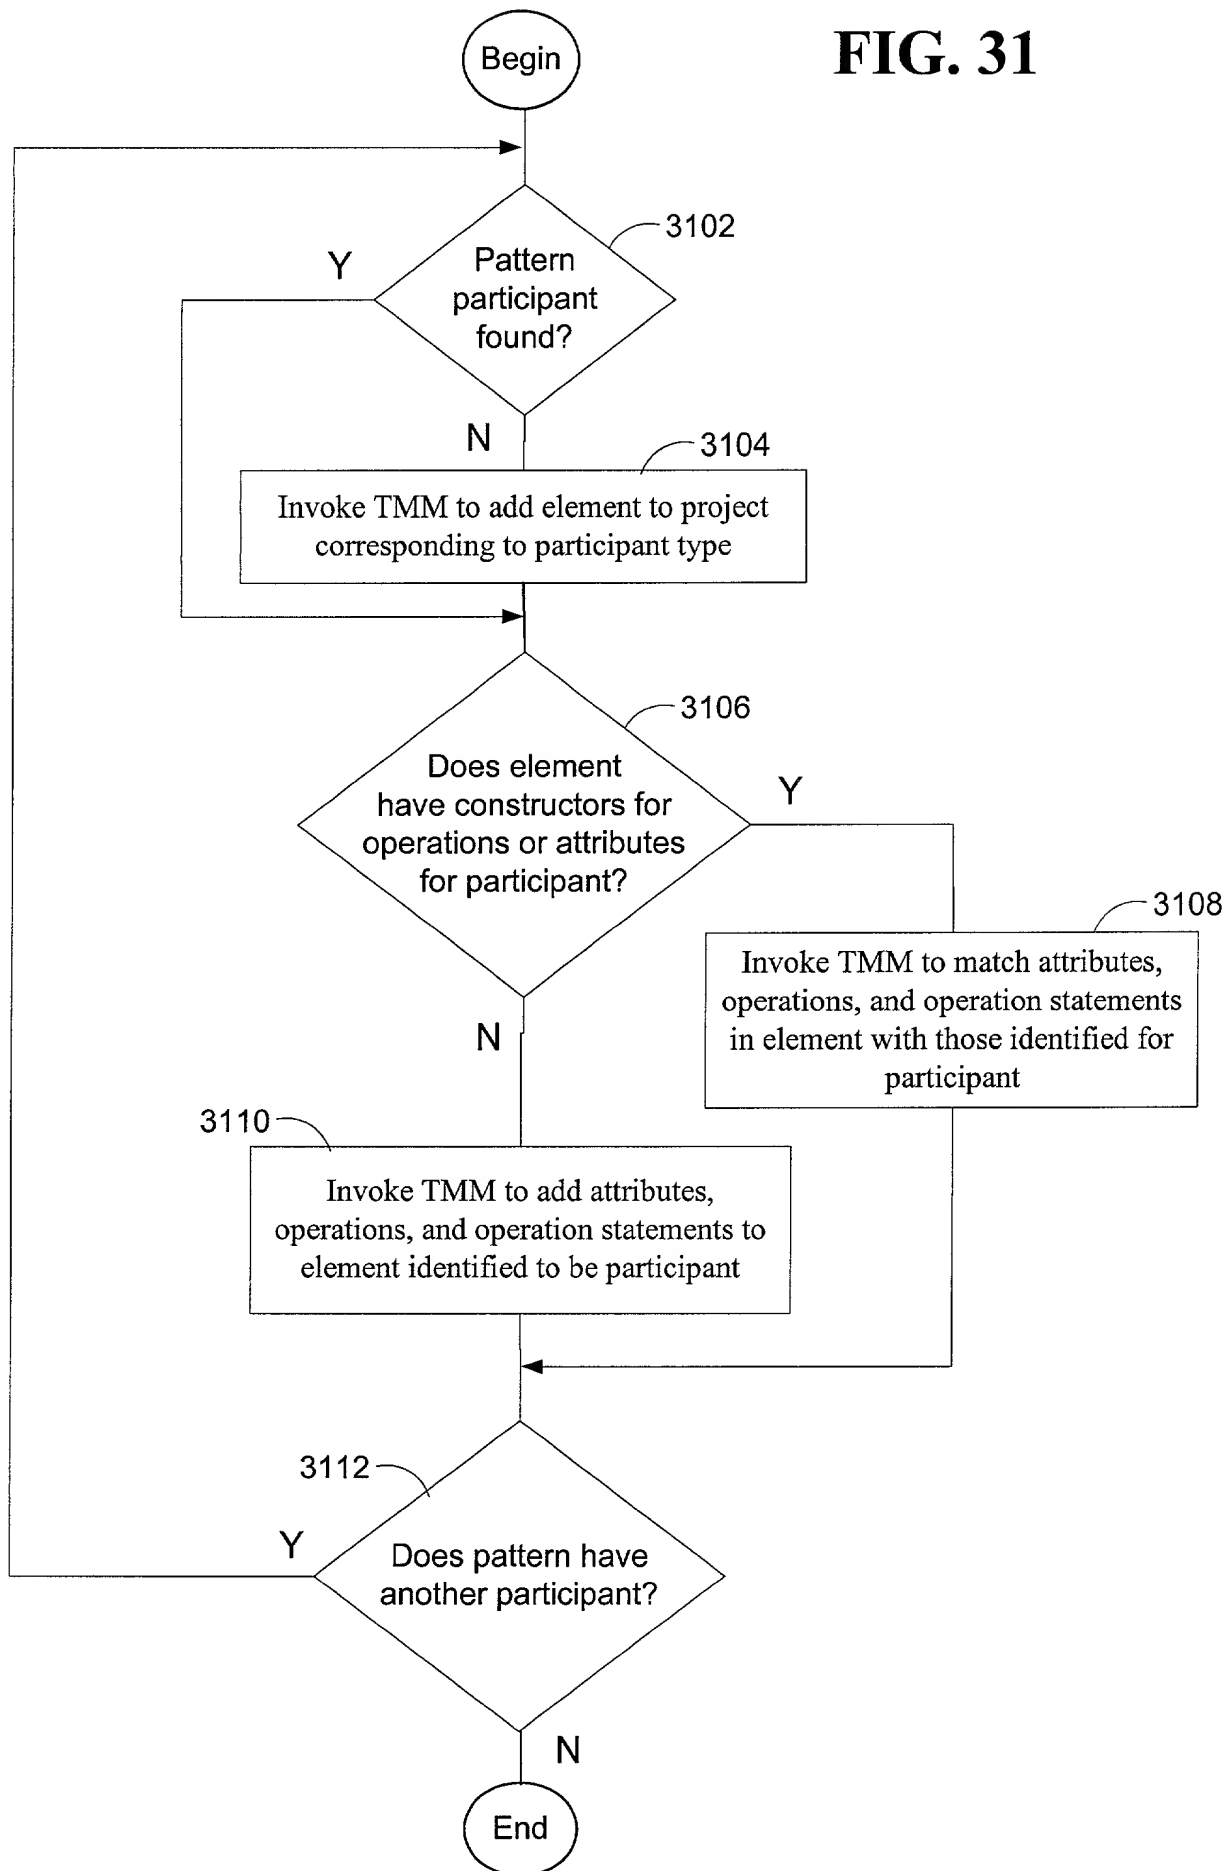 FIG. 31
Begin
3102
Y
Pattern
participant
found?
N
3104
Invoke TMM to add element to project
corresponding to participant type
3106
Does element
have constructors for
operations or attributes
for participant?
Y
3108
Invoke TMM to match attributes,
operations, and operation statements
in element with those identified for
participant
N
3110
Invoke TMM to add attributes,
operations, and operation statements to
element identified to be participant
3112
Y
Does pattern have
another participant?
N
End